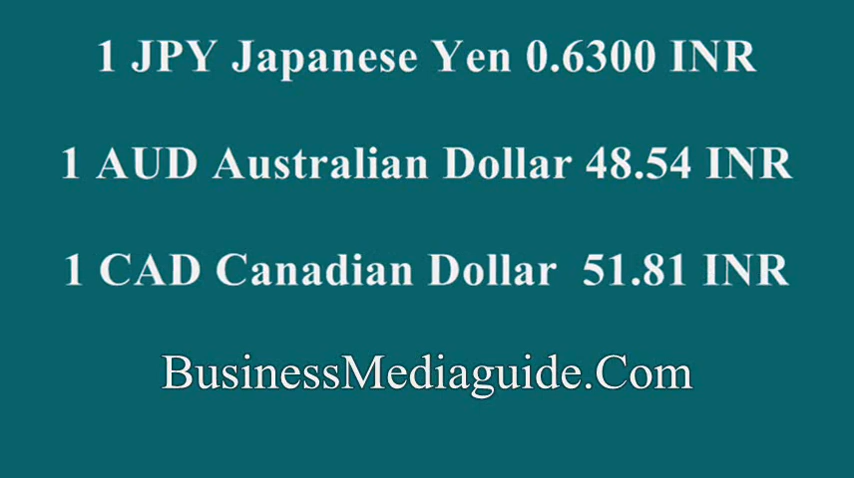 1 JPY Japanese Yen 0.6300 INR
1 AUD Australian Dollar 48.54 INR
1 CAD Canadian Dollar 51.81 INR
BusinessMediaguide.Com